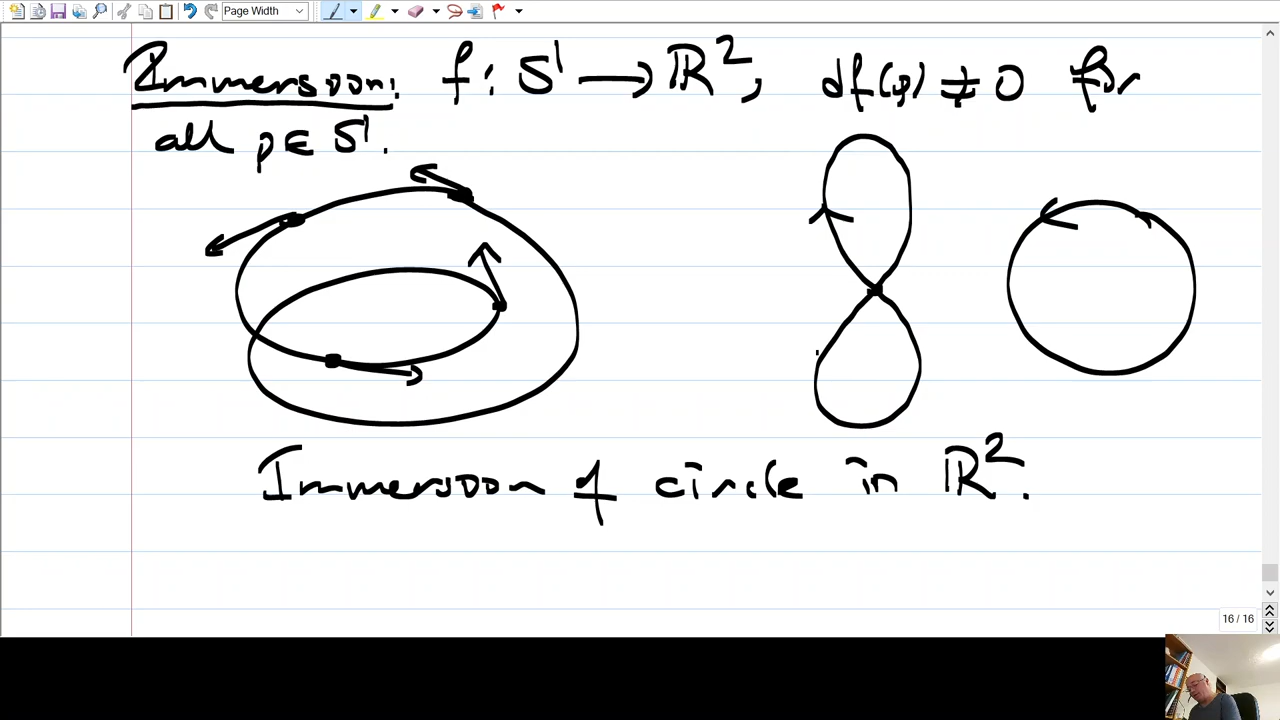 Page Width
Immersion: f: S¹ → ℝ², df(p) ≠ 0 for
all p ∈ S¹.
Immersion of circle in ℝ².
16 / 16